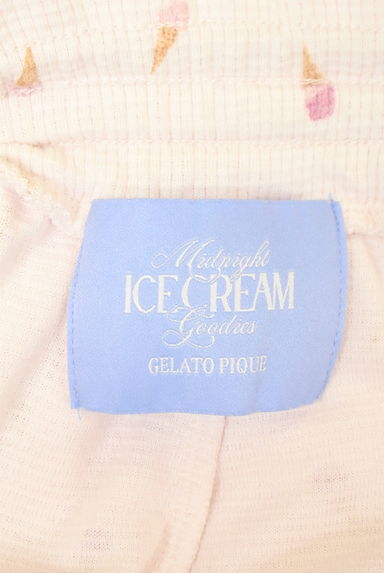 Midnight
ICE CREAM
Goodies
GELATO PIQUE